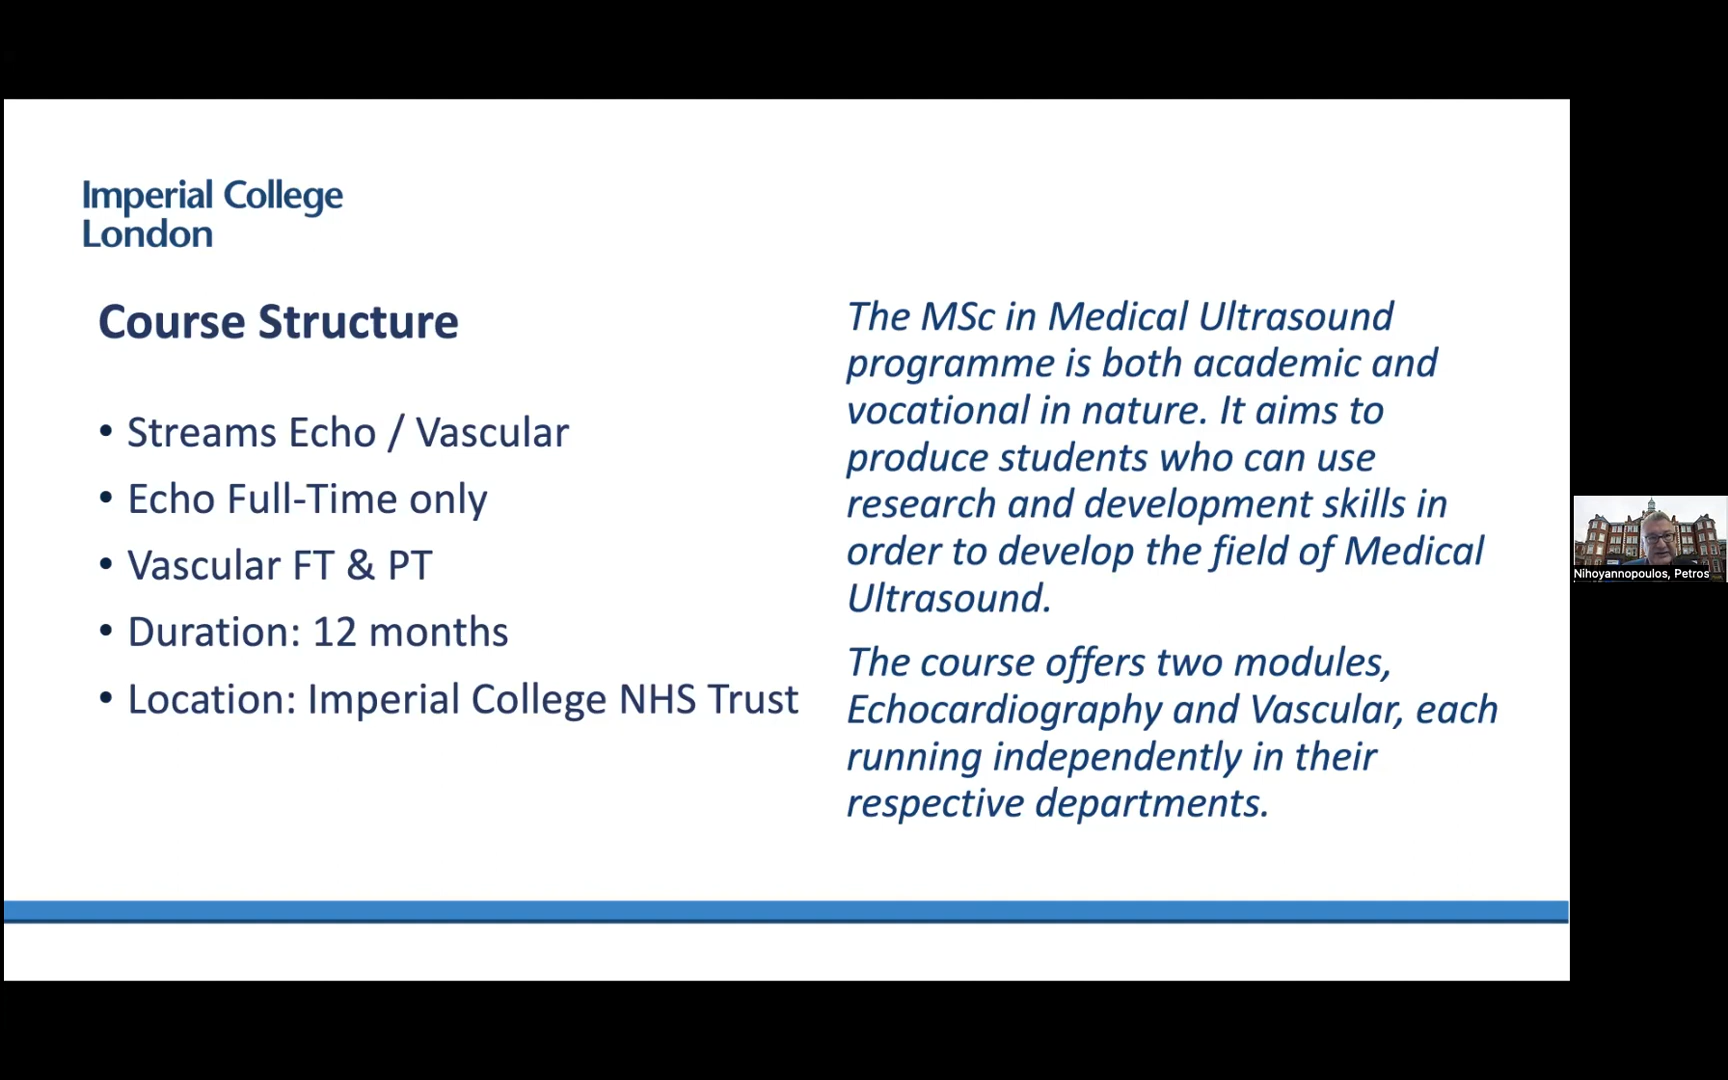 Imperial College
London
Course Structure
• Streams Echo / Vascular
• Echo Full-Time only
• Vascular FT & PT
• Duration: 12 months
• Location: Imperial College NHS Trust
The MSc in Medical Ultrasound
programme is both academic and
vocational in nature. It aims to
produce students who can use
research and development skills in
order to develop the field of Medical
Ultrasound.
The course offers two modules,
Echocardiography and Vascular, each
running independently in their
respective departments.
Nihoyannopoulos, Petros